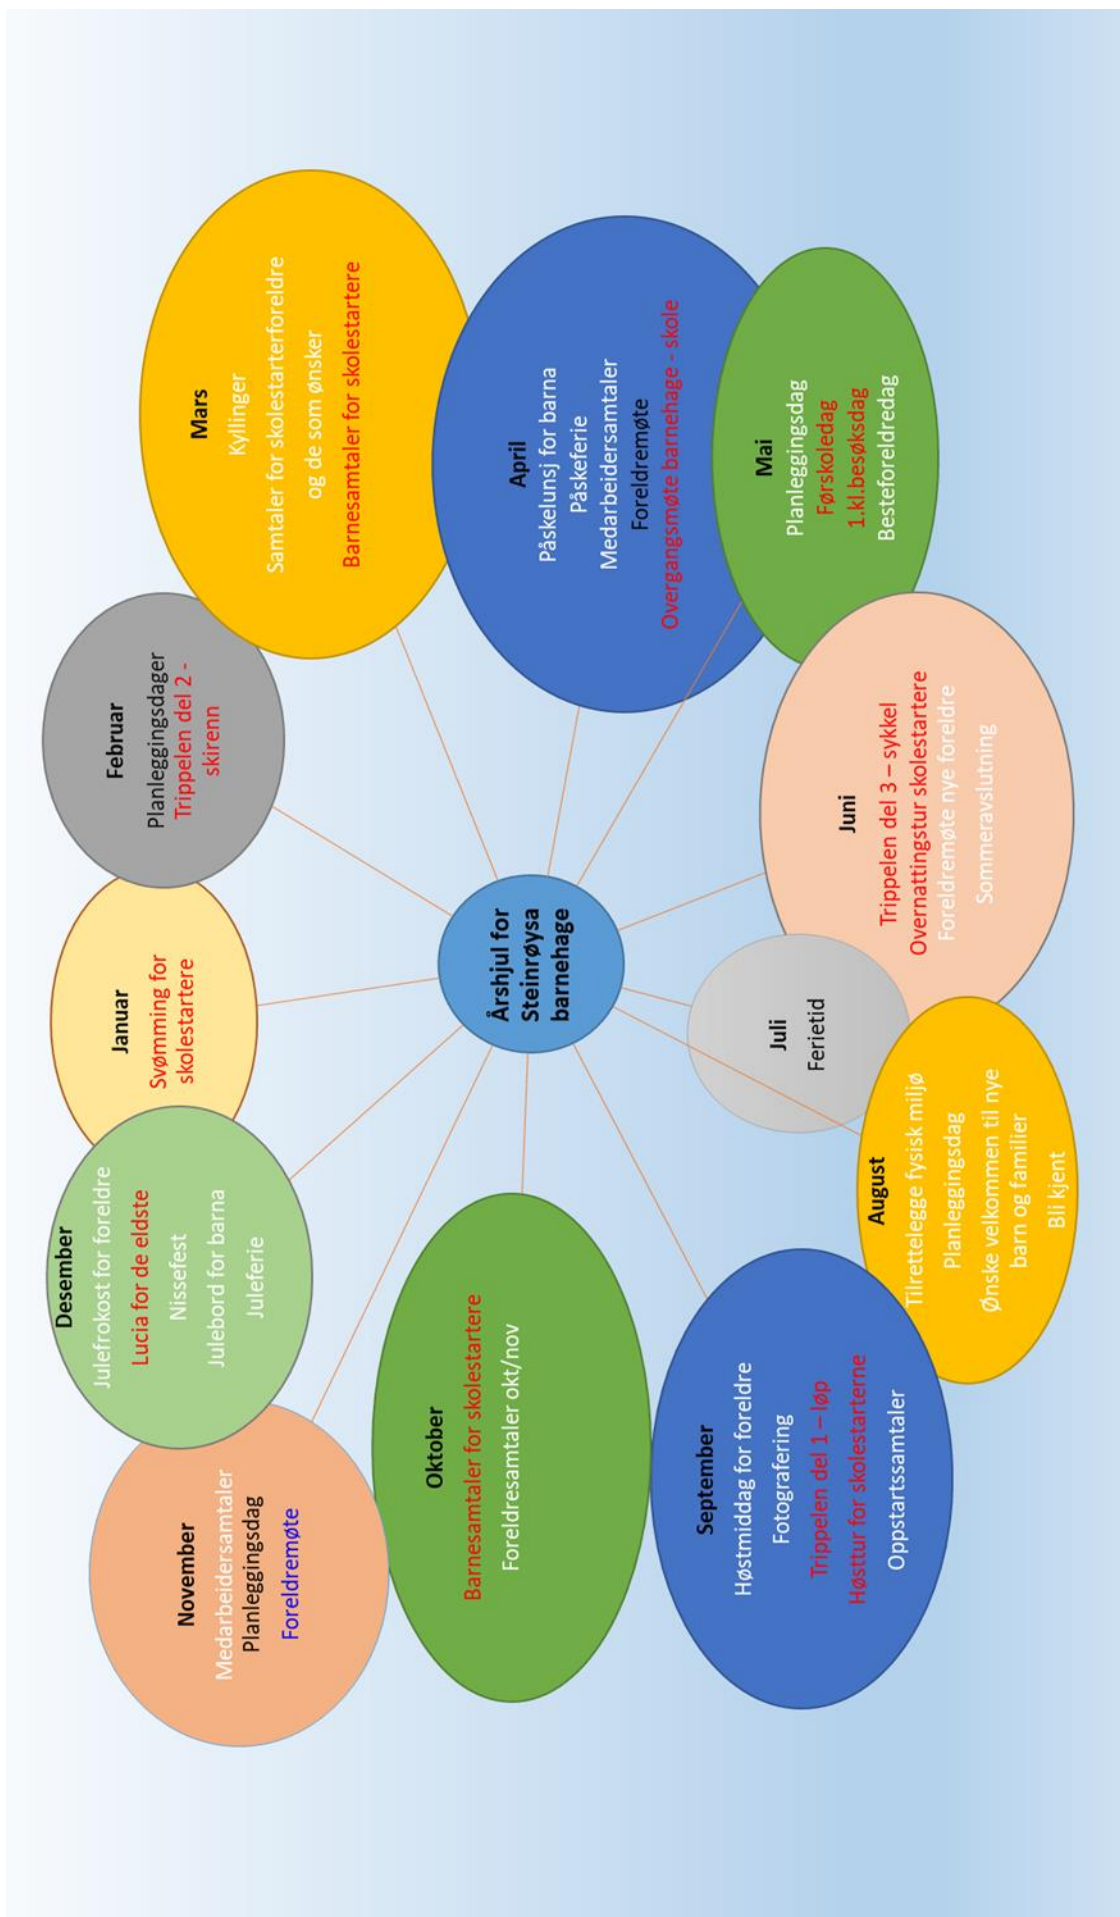 Årshjul for
Steinrøysa
barnehage
Januar
Svømming for
skolestartere
Februar
Planleggingsdager
Trippelen del 2 -
skirenn
Mars
Kyllinger
Samtaler for skolestarterforeldre
og de som ønsker
Barnesamtaler for skolestartere
April
Påskelunsj for barna
Påskeferie
Medarbeidersamtaler
Foreldremøte
Overgangsmøte barnehage - skole
Mai
Planleggingsdag
Førskoledag
1.kl.besøksdag
Besteforeldredag
Juni
Trippelen del 3 – sykkel
Overnattingstur skolestartere
Foreldremøte nye foreldre
Sommeravslutning
Juli
Ferietid
August
Tilrettelegge fysisk miljø
Planleggingsdag
Ønske velkommen til nye
barn og familier
Bli kjent
September
Høstmiddag for foreldre
Fotografering
Trippelen del 1 – løp
Høsttur for skolestarterne
Oppstartssamtaler
Oktober
Barnesamtaler for skolestartere
Foreldresamtaler okt/nov
November
Medarbeidersamtaler
Planleggingsdag
Foreldremøte
Desember
Julefrokost for foreldre
Lucia for de eldste
Nissefest
Julebord for barna
Juleferie